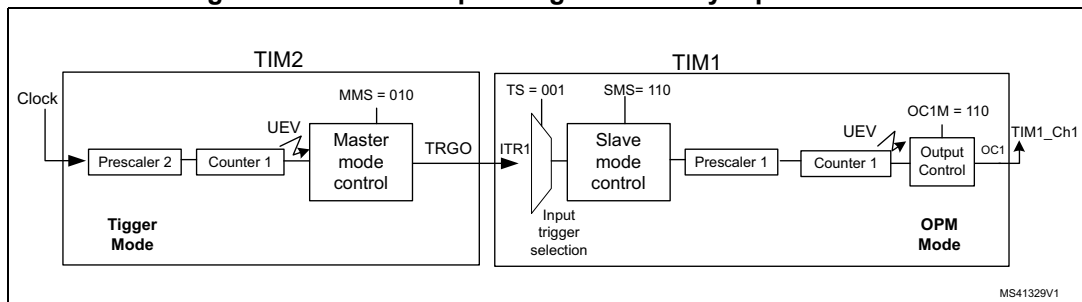 TIM2
TIM1
Clock
MMS = 010
TS = 001
SMS= 110
OC1M = 110
UEV
UEV
TIM1_Ch1
Prescaler 2
Counter 1
Master
mode
control
TRGO
ITR1
Slave
mode
control
Prescaler 1
Counter 1
Output
Control
OC1
Input
trigger
selection
Tigger
Mode
OPM
Mode
MS41329V1